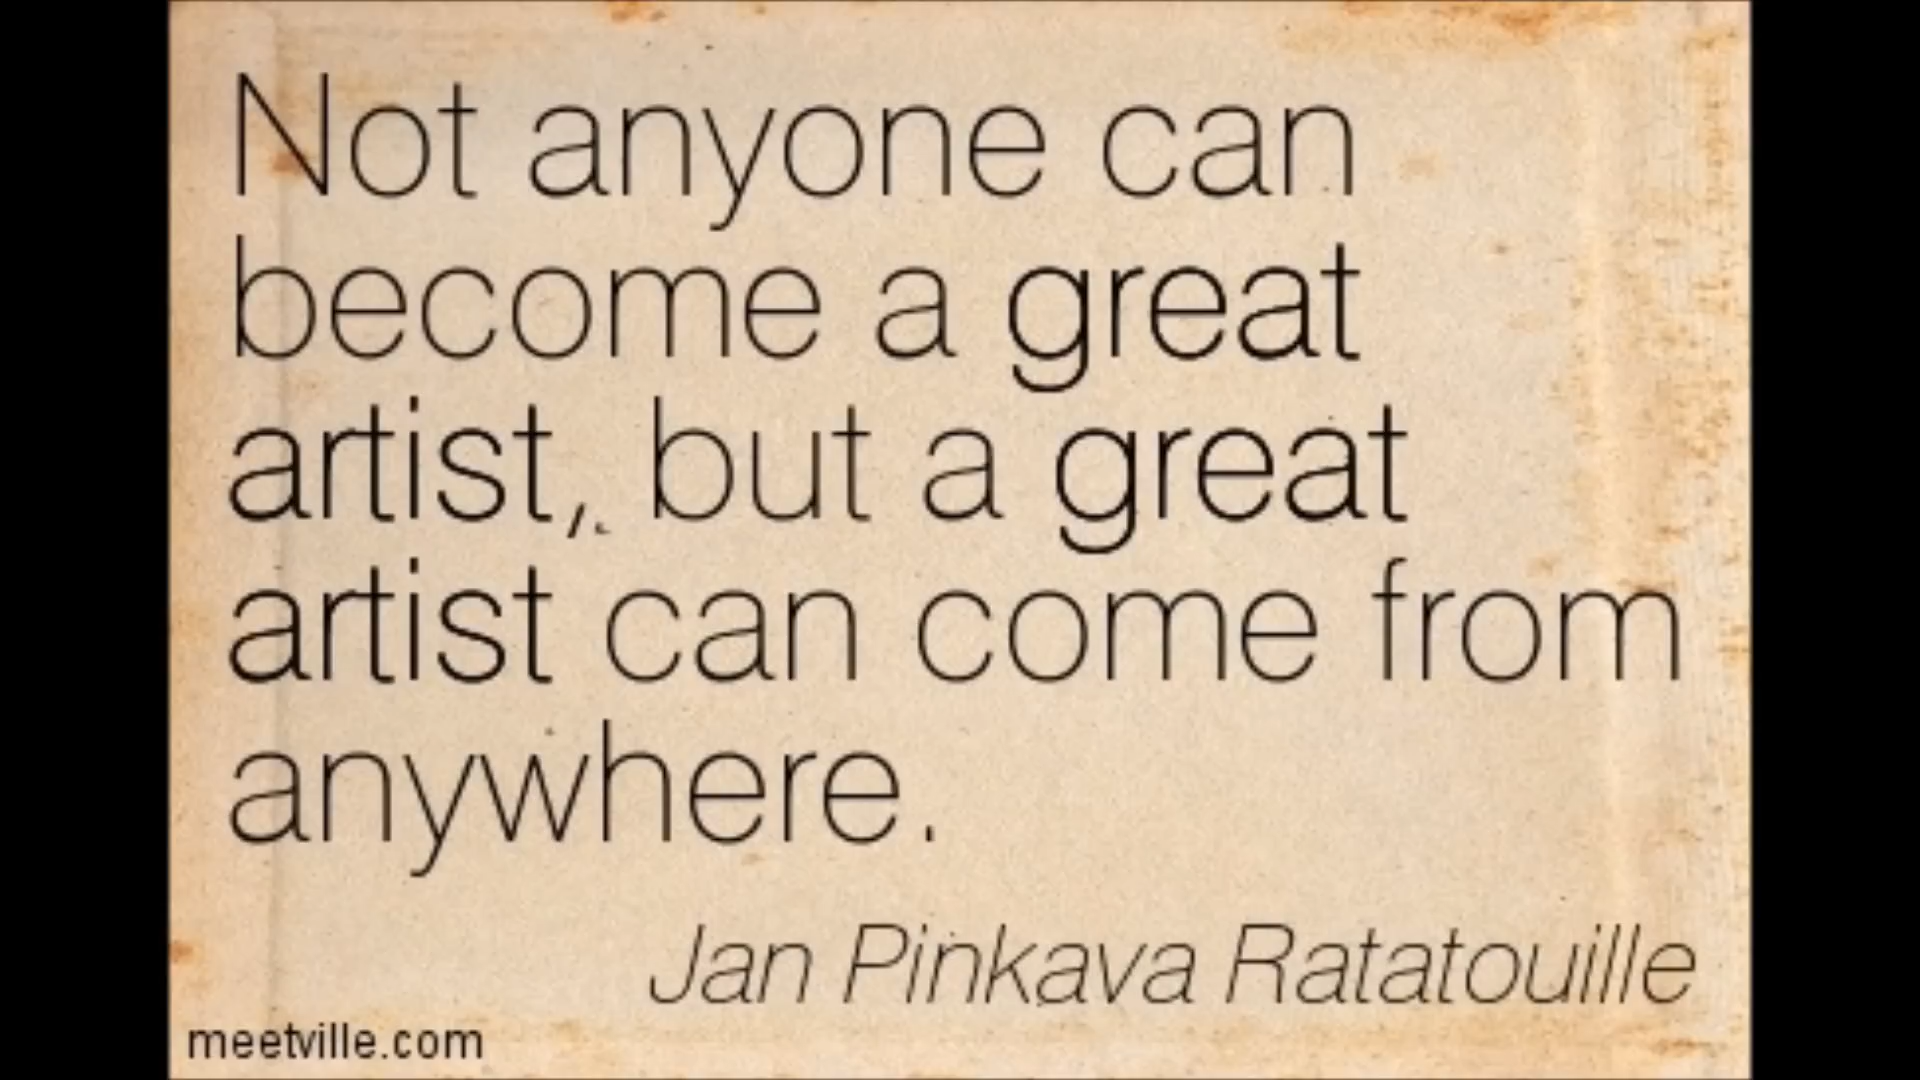 Not anyone can
become a great
artist, but a great
artist can come from
anywhere.
Jan Pinkava Ratatouille
meetville.com